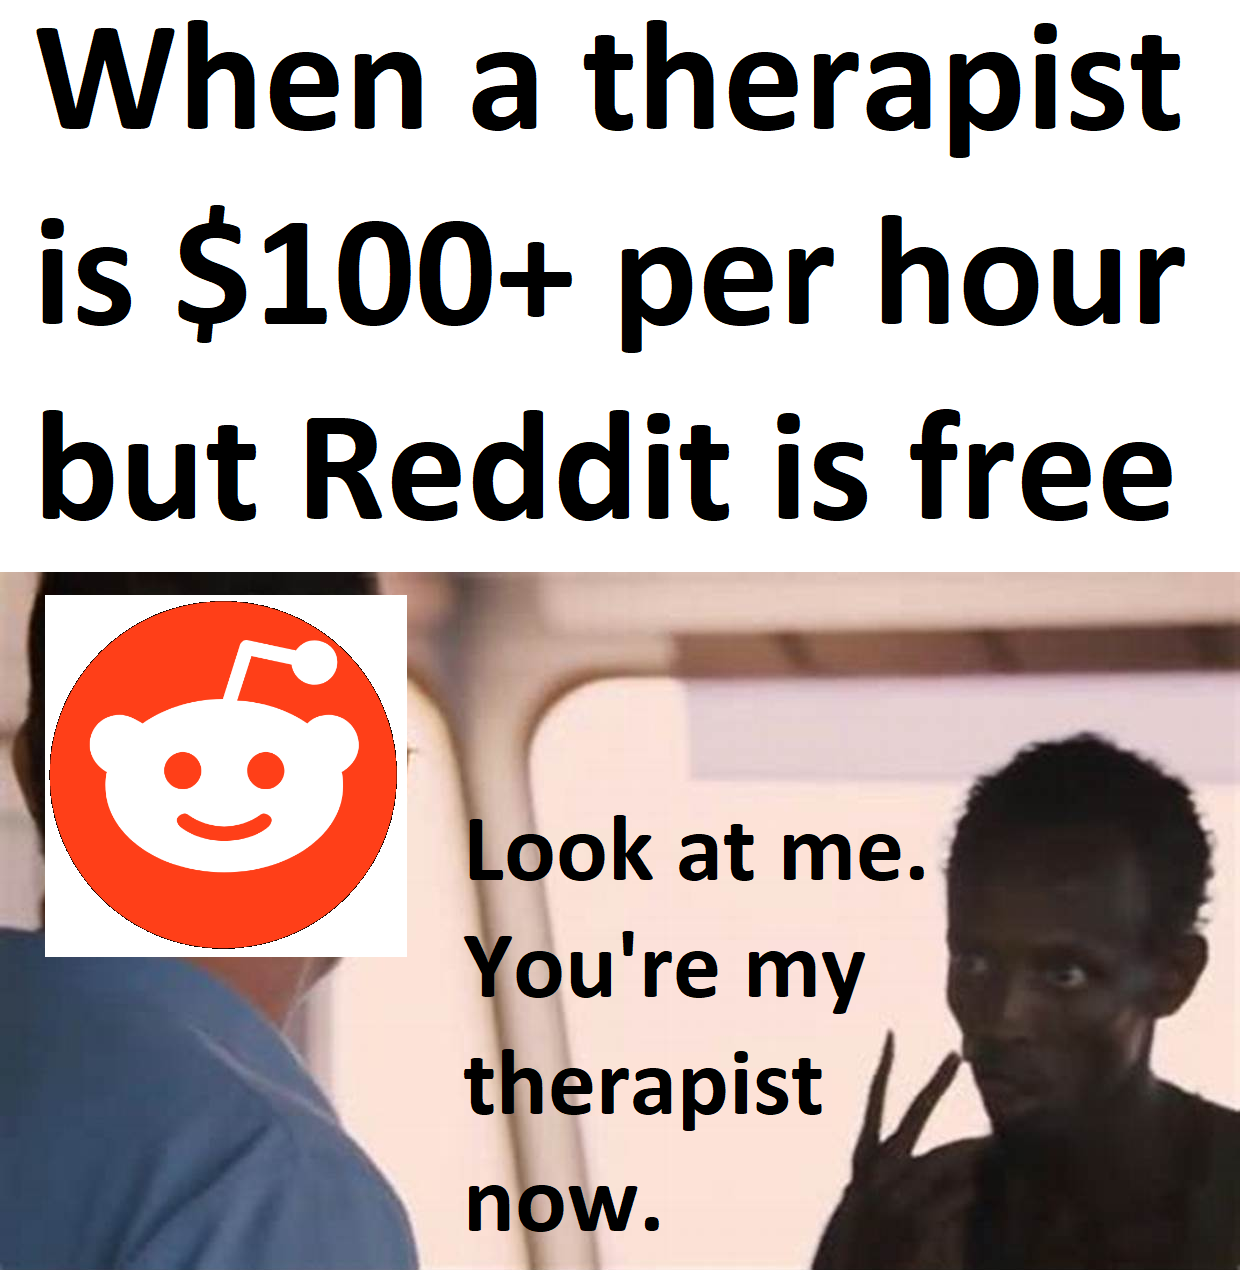 When a therapist
is $100+ per hour
but Reddit is free
Look at me.
You're my
therapist
now.